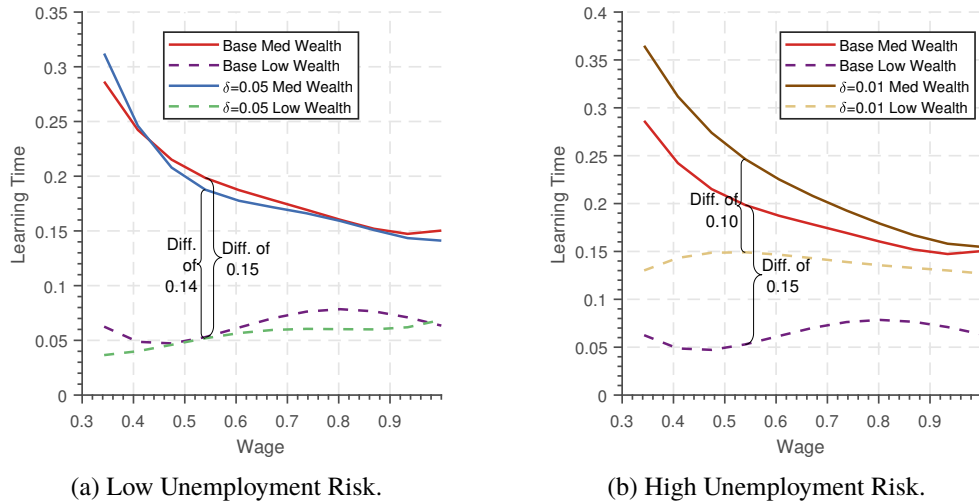 0.35
0.3
0.25
0.2
0.15
0.1
0.05
0
Learning Time
Base Med Wealth
Base Low Wealth
δ=0.05 Med Wealth
δ=0.05 Low Wealth
Diff.
of
0.14
Diff. of
0.15
0.3 0.4 0.5 0.6 0.7 0.8 0.9
Wage
(a) Low Unemployment Risk.
0.4
0.35
0.3
0.25
0.2
0.15
0.1
0.05
0
Learning Time
Base Med Wealth
Base Low Wealth
δ=0.01 Med Wealth
δ=0.01 Low Wealth
Diff. of
0.10
Diff. of
0.15
0.3 0.4 0.5 0.6 0.7 0.8 0.9
Wage
(b) High Unemployment Risk.